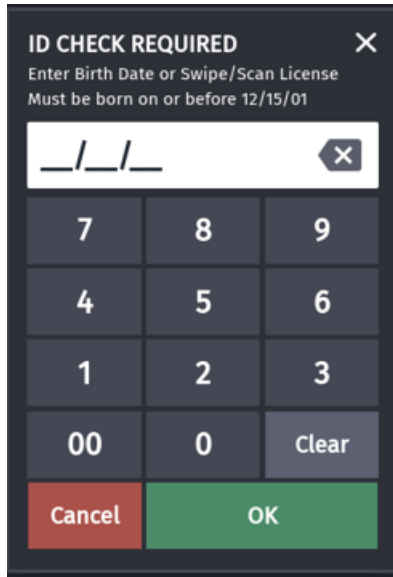 ID CHECK REQUIRED
Enter Birth Date or Swipe/Scan License
Must be born on or before 12/15/01
__/__/__
7 8 9
4 5 6
1 2 3
00 0 Clear
Cancel OK